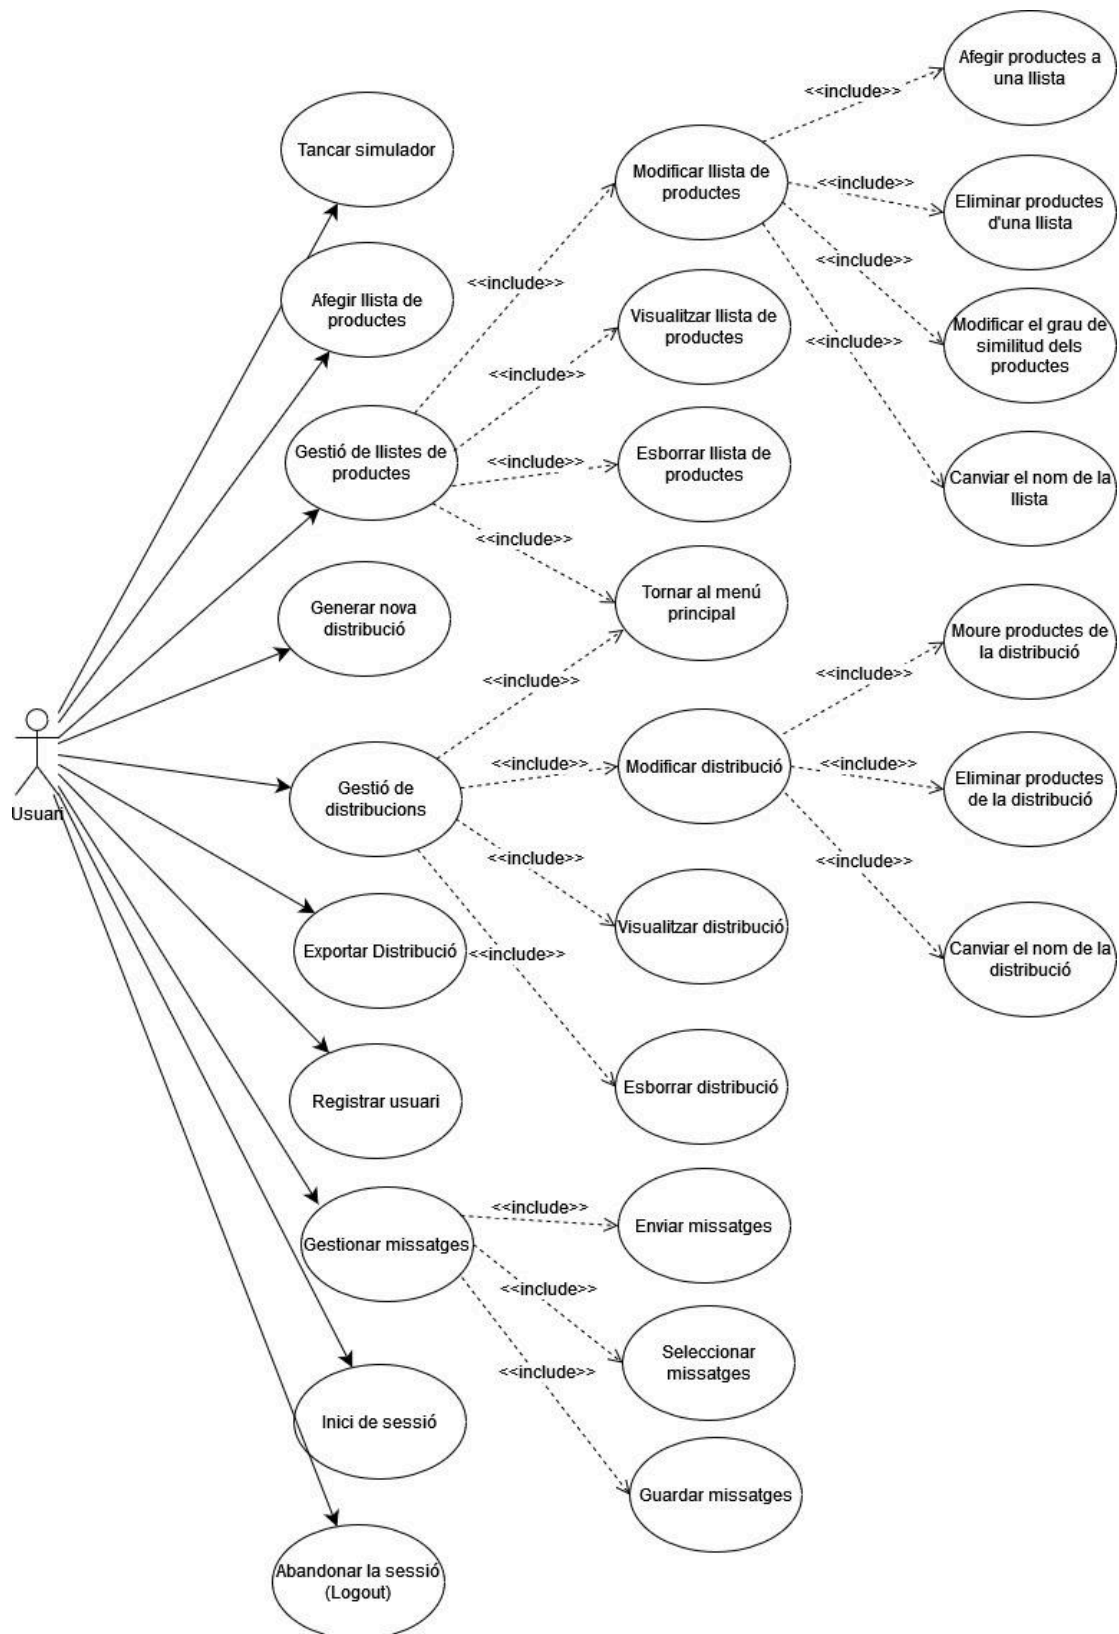 Afegir productes a
una llista
<<include>>
Tancar simulador
Modificar llista de
productes
<<include>>
Eliminar productes
d'una llista
<<include>>
<<include>>
Afegir llista de
productes
Visualitzar llista de
productes
<<include>>
Modificar el grau de
similitud dels
productes
<<include>>
Gestió de llistes de
productes
<<include>>
Esborrar llista de
productes
Canviar el nom de la
llista
<<include>>
Generar nova
distribució
Tornar al menú
principal
Moure productes de
la distribució
<<include>>
<<include>>
Usuari
Gestió de
distribucions
<<include>>
Modificar distribució
<<include>>
Eliminar productes
de la distribució
<<include>>
<<include>>
Exportar Distribució
<<include>>
Visualitzar distribució
Canviar el nom de la
distribució
Registrar usuari
Esborrar distribució
Gestionar missatges
<<include>>
Enviar missatges
<<include>>
Seleccionar
missatges
<<include>>
Inici de sessió
Guardar missatges
Abandonar la sessió
(Logout)